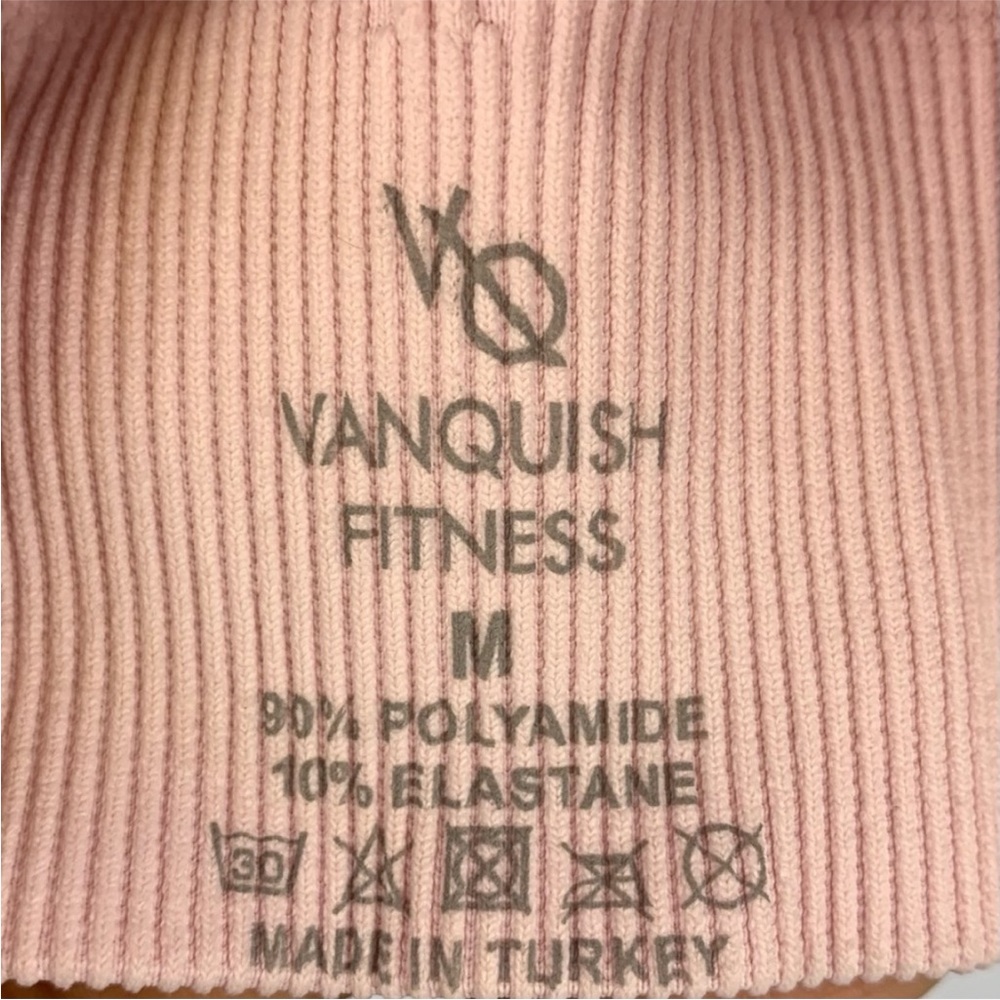 VQ
VANQUISH
FITNESS
M
90% POLYAMIDE
10% ELASTANE
30
MADE IN TURKEY